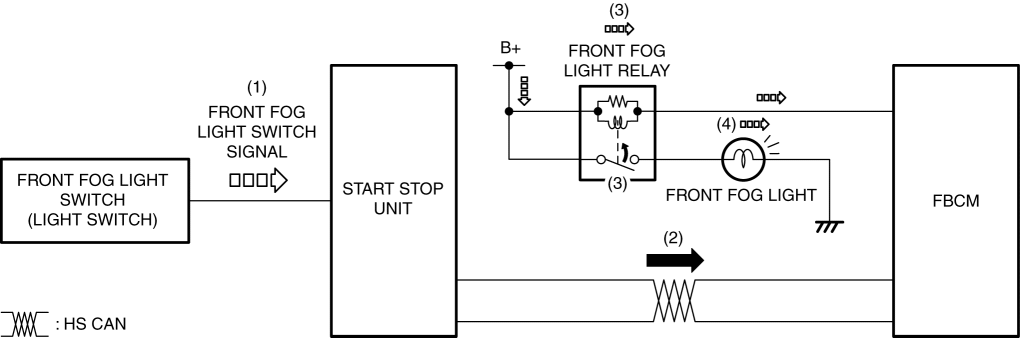 (3)
B+
FRONT FOG
LIGHT RELAY
(1)
FRONT FOG
LIGHT SWITCH
SIGNAL
(4)
FRONT FOG LIGHT
SWITCH
(LIGHT SWITCH)
START STOP
UNIT
(3)
FRONT FOG LIGHT
FBCM
(2)
: HS CAN